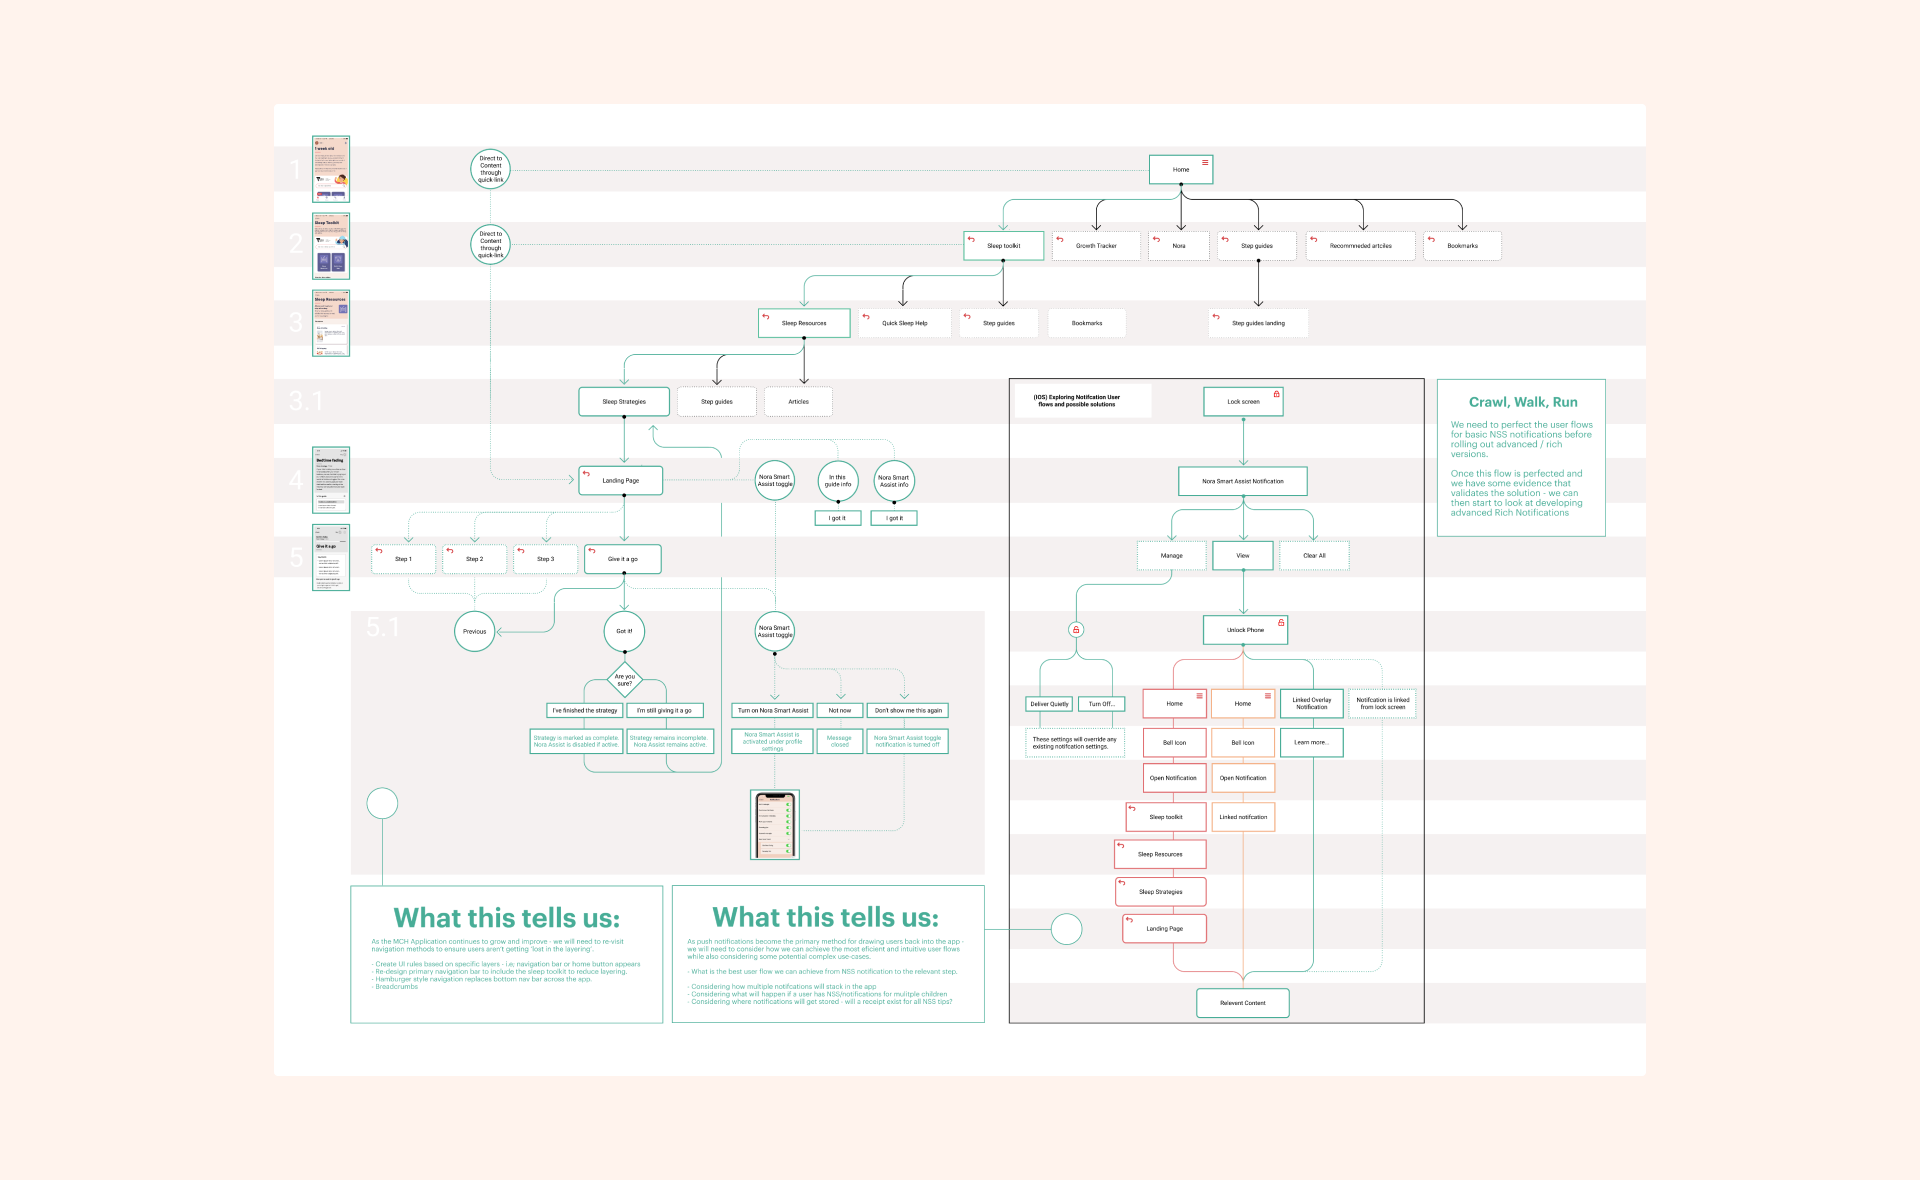 1
1 week old
Direct to
Content
through
quick-link
Home
2
Sleep Toolkit
Direct to
Content
through
quick-link
Sleep toolkit
Growth Tracker
Nora
Step guides
Recommneded artciles
Bookmarks
3
Sleep Resources
Sleep Resources
Quick Sleep Help
Step guides
Bookmarks
Step guides landing
3.1
Sleep Strategies
Step guides
Articles
4
Bedtime fading
Landing Page
Nora Smart
Assist toggle
In this
guide info
Nora Smart
Assist info
I got it
I got it
5
Give it a go
Step 1
Step 2
Step 3
Give it a go
5.1
Previous
Got it!
Nora Smart
Assist toggle
Are you
sure?
I've finished the strategy
I'm still giving it a go
Turn on Nora Smart Assist
Not now
Don't show me this again
Strategy is marked as complete.
Nora Assist is disabled if active.
Strategy remains incomplete.
Nora Assist remains active.
Nora Smart Assist is
activated under profile
settings.
Message
closed
Nora Smart Assist toggle
notification is turned off
What this tells us:
As the MCH Application continues to grow and improve - we will need to re-visit
navigation methods to ensure users aren't getting 'lost in the layering'.
- Create UI rules based on specific layers - i.e; navigation bar or home button appears
- Re-design primary navigation bar to include the sleep toolkit to reduce layering.
- Hamburger style navigation replaces bottom nav bar across the app.
- Breadcrumbs
What this tells us:
As push notifications become the primary method for drawing users back into the app -
we will need to consider how we can achieve the most eficient and intuitive user flows
while also considering some potential complex use-cases.
- What is the best user flow we can achieve from NSS notification to the relevant step.
- Considering how multiple notifcations will stack in the app
- Considering what will happen if a user has NSS/notifications for mulitple children
- Considering where notifications will get stored - will a receipt exist for all NSS tips?
(IOS) Exploring Notifcation User
flows and possible solutions
Lock screen
Nora Smart Assist Notification
Manage
View
Clear All
Unlock Phone
Deliver Quietly
Turn Off...
These settings will override any
existing notifcation settings.
Home
Home
Linked Overlay
Notification
Notification is linked
from lock screen
Bell Icon
Bell Icon
Learn more...
Open Notification
Open Notification
Sleep toolkit
Linked notifcation
Sleep Resources
Sleep Strategies
Landing Page
Relevent Content
Crawl, Walk, Run
We need to perfect the user flows
for basic NSS notifications before
rolling out advanced / rich
versions.
Once this flow is perfected and
we have some evidence that
validates the solution - we can
then start to look at developing
advanced Rich Notifications